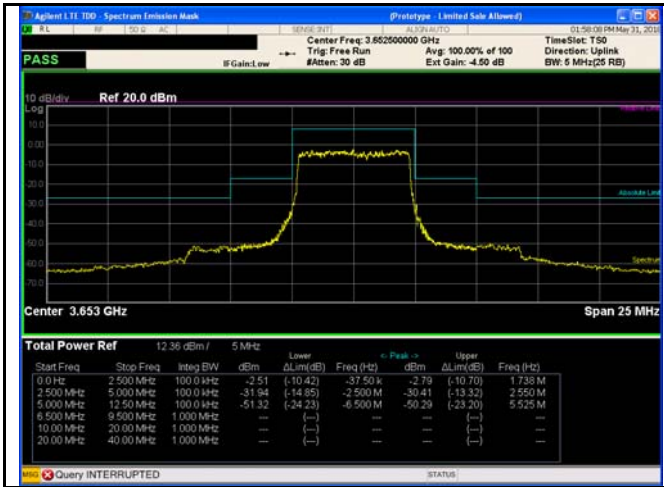 Agilent LTE TDD - Spectrum Emission Mask (Prototype - Limited Sale Allowed)
RL RF 50 Ω AC SENSE:INT ALIGN AUTO 01:58:08 PM May 31, 2018
Center Freq: 3.652500000 GHz TimeSlot: TS0
Trig: Free Run Avg: 100.00% of 100 Direction: Uplink
PASS IFGain:Low #Atten: 30 dB Ext Gain: -4.50 dB BW: 5 MHz(25 RB)
10 dB/div Ref 20.0 dBm
Log
10.0
0.00
-10.0
-20.0
Absolute Limit
-30.0
-40.0
-50.0
-60.0 Spectrum
-70.0
Center 3.653 GHz Span 25 MHz
Total Power Ref 12.36 dBm / 5 MHz
Lower <- Peak -> Upper
Start Freq Stop Freq Integ BW dBm ΔLim(dB) Freq (Hz) dBm ΔLim(dB) Freq (Hz)
0.0 Hz 2.500 MHz 100.0 kHz -2.51 (-10.42) -37.50 k -2.79 (-10.70) 1.738 M
2.500 MHz 5.000 MHz 100.0 kHz -31.94 (-14.85) -2.500 M -30.41 (-13.32) 2.550 M
5.000 MHz 12.50 MHz 100.0 kHz -51.32 (-24.23) -6.500 M -50.29 (-23.20) 5.525 M
6.500 MHz 9.500 MHz 1.000 MHz --- (---) --- --- (---) ---
10.00 MHz 20.00 MHz 1.000 MHz --- (---) --- --- (---) ---
20.00 MHz 40.00 MHz 1.000 MHz --- (---) --- --- (---) ---
MSG Query INTERRUPTED STATUS